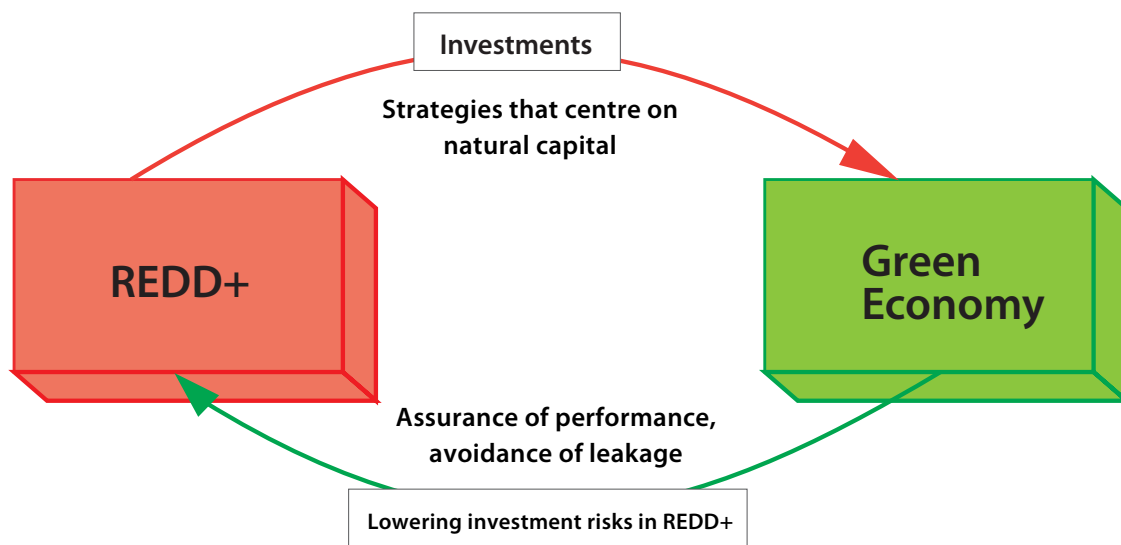 Investments
Strategies that centre on
natural capital
REDD+
Green
Economy
Assurance of performance,
avoidance of leakage
Lowering investment risks in REDD+